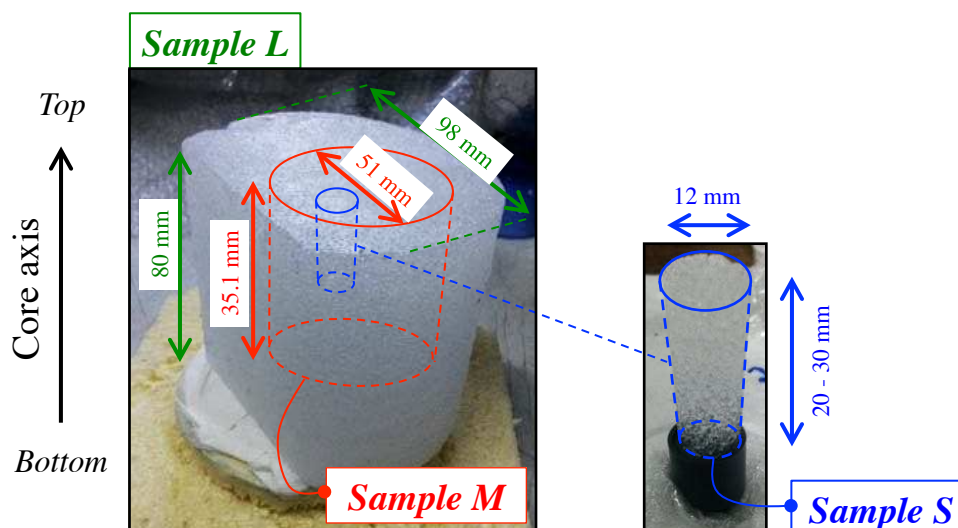 Sample L
Top
98 mm
51 mm
12 mm
80 mm
35.1 mm
Core axis
20 - 30 mm
Bottom
Sample M
Sample S